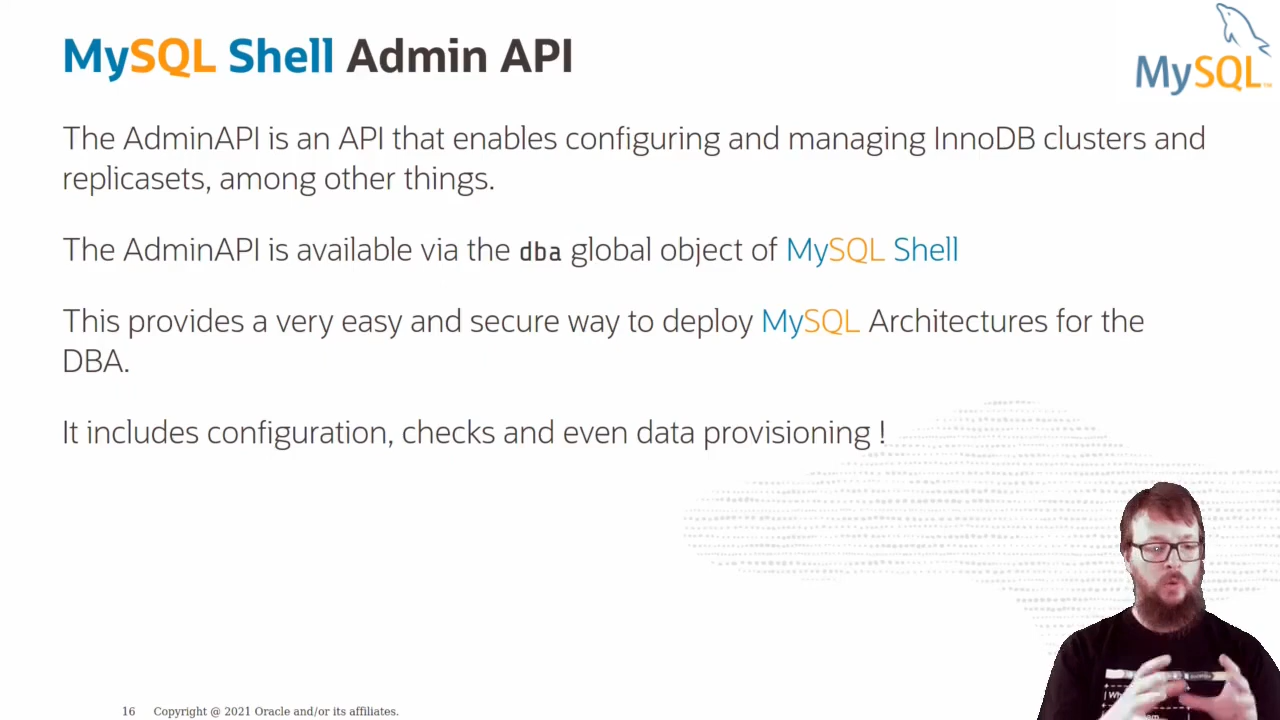 MySQL Shell Admin API
MySQL™
The AdminAPI is an API that enables configuring and managing InnoDB clusters and
replicasets, among other things.
The AdminAPI is available via the dba global object of MySQL Shell
This provides a very easy and secure way to deploy MySQL Architectures for the
DBA.
It includes configuration, checks and even data provisioning !
16 Copyright @ 2021 Oracle and/or its affiliates.